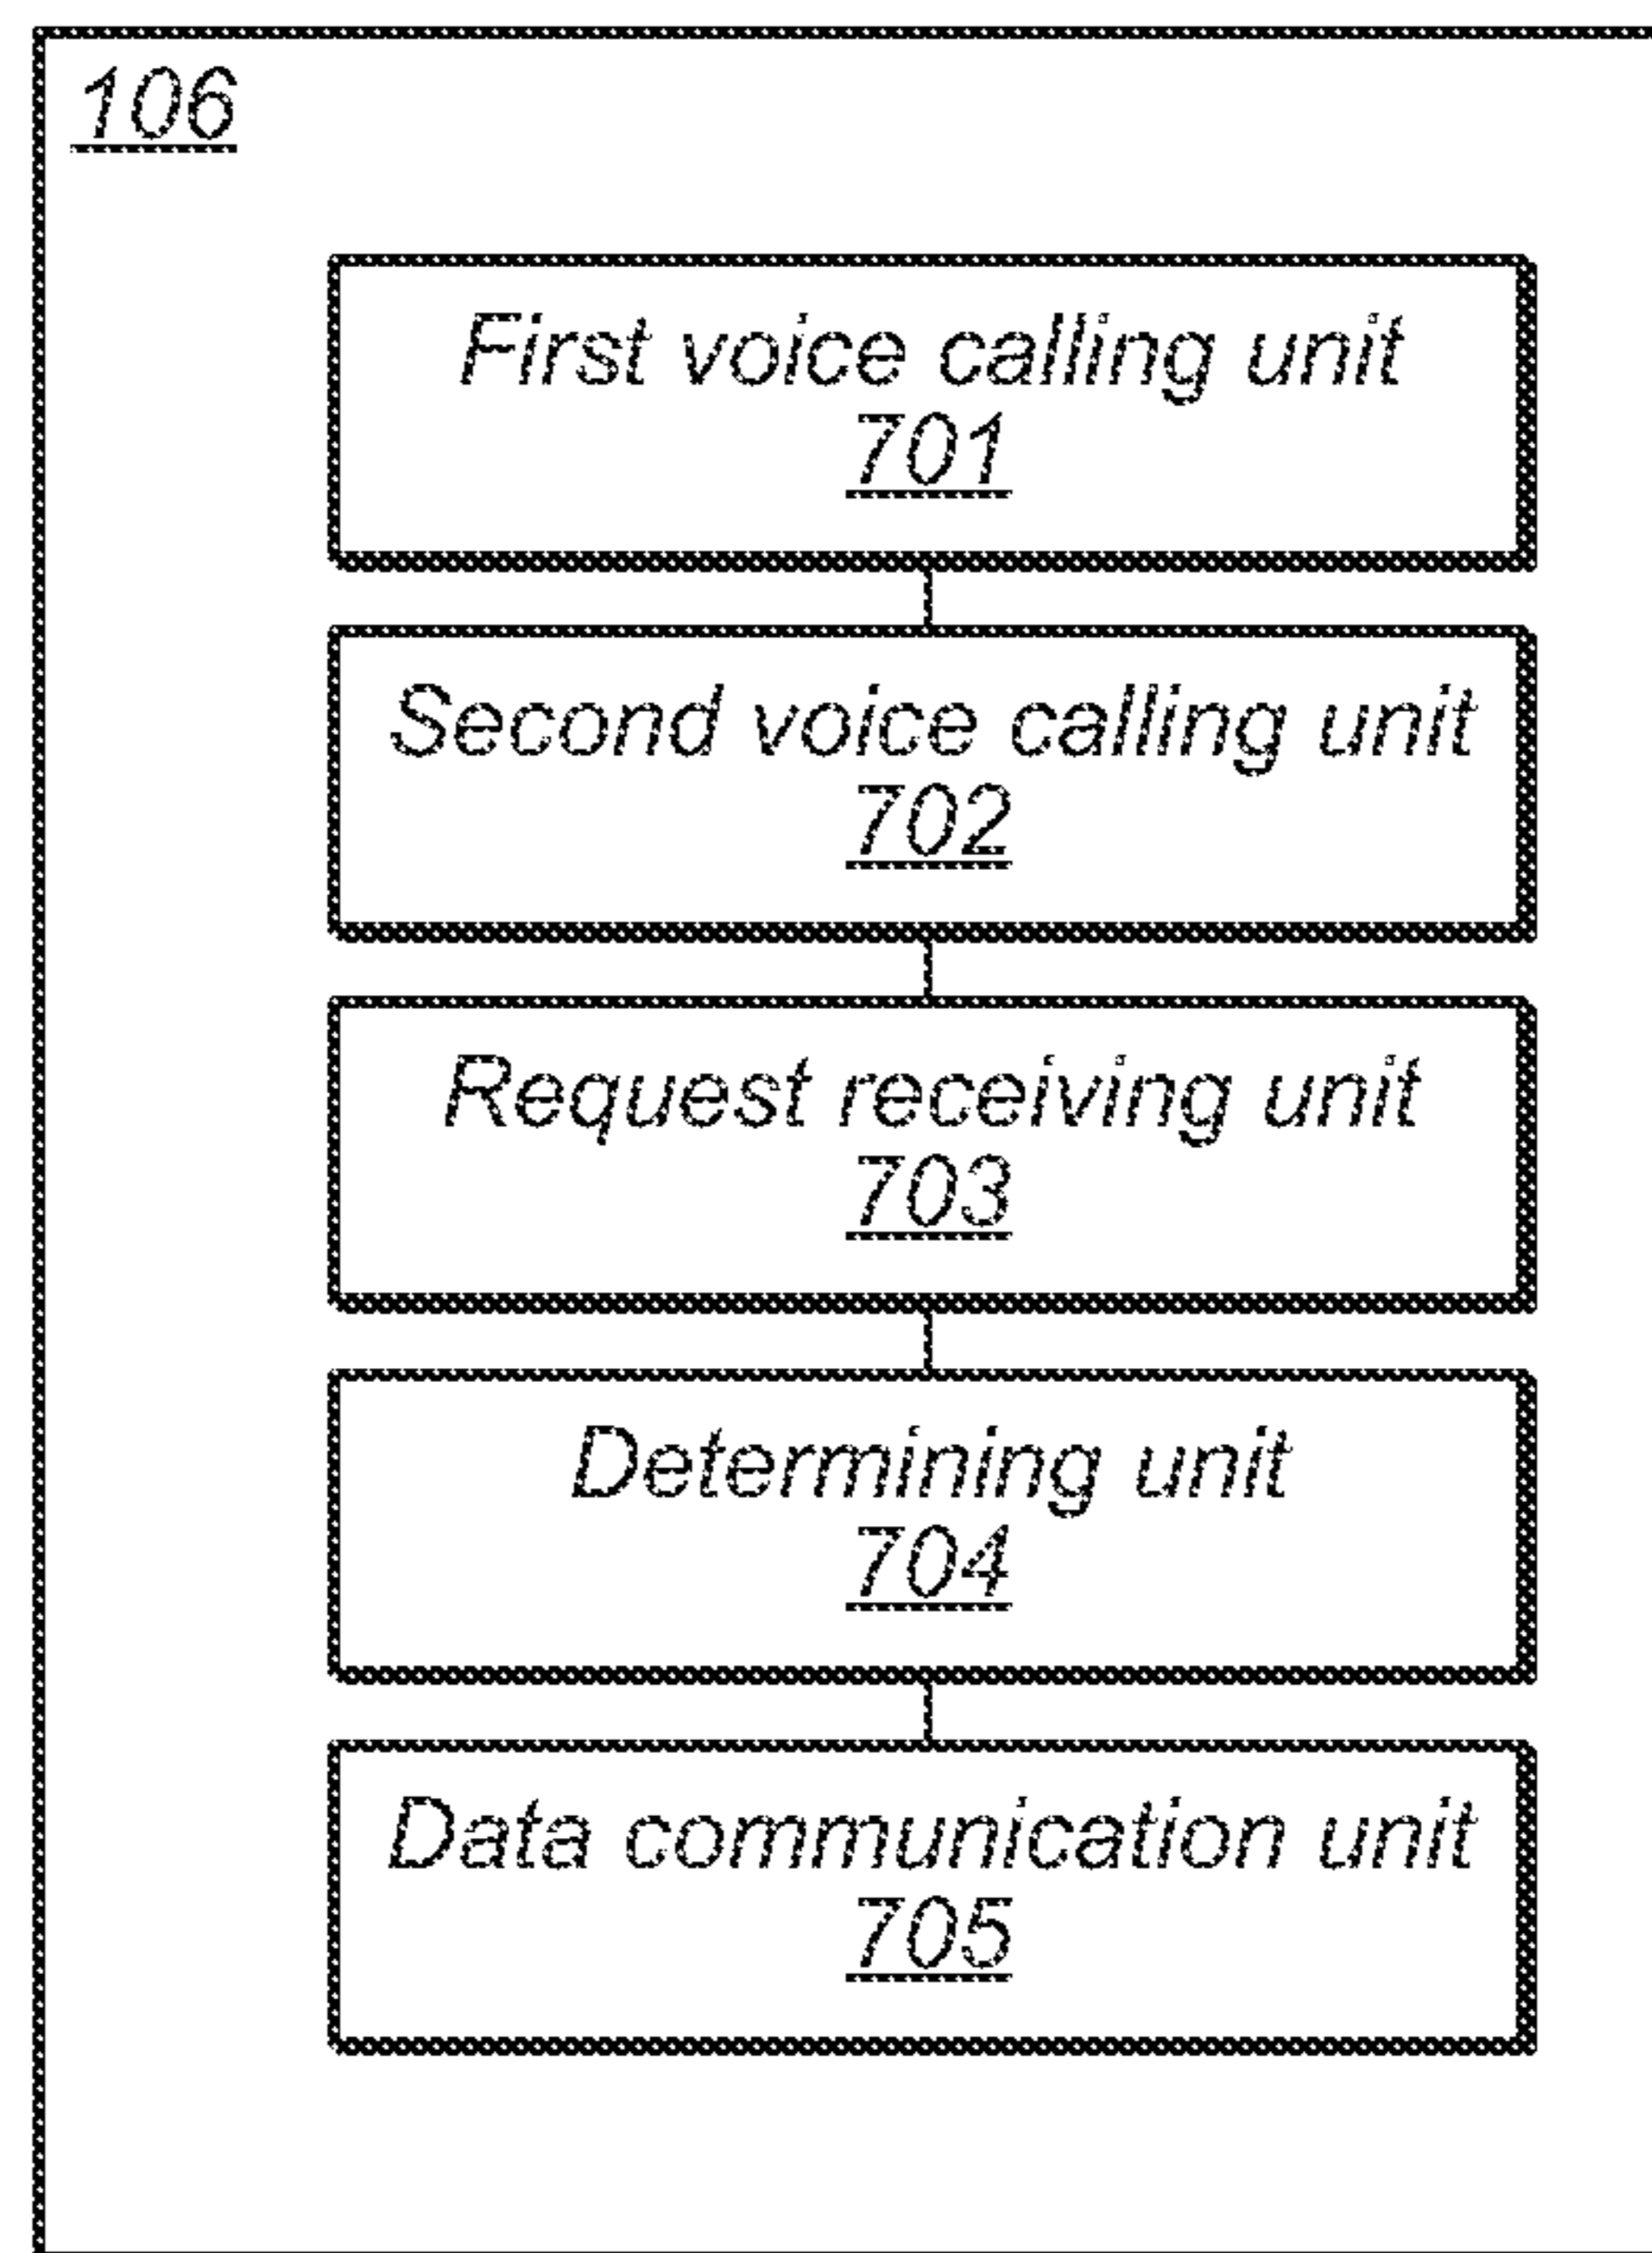 106
First voice calling unit
701
Second voice calling unit
702
Request receiving unit
703
Determining unit
704
Data communication unit
705